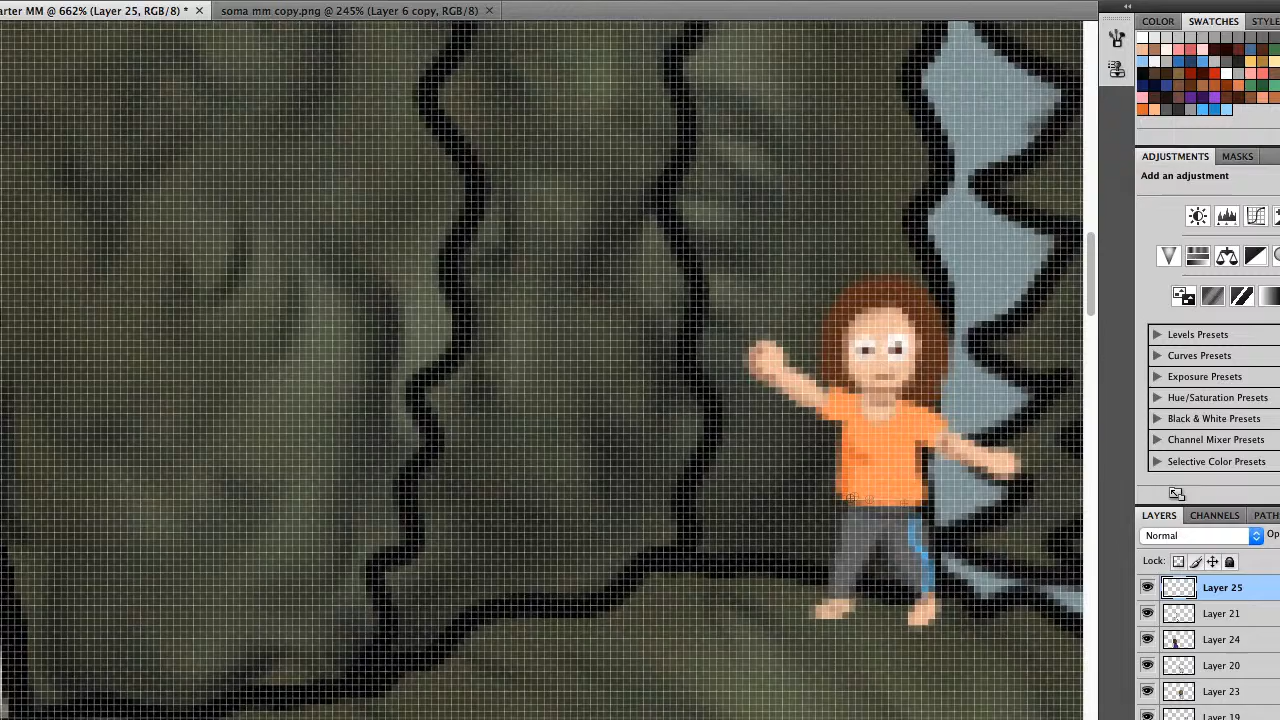 arter MM @ 662% (Layer 25, RGB/8) *
soma mm copy.png @ 245% (Layer 6 copy, RGB/8)
COLOR SWATCHES STYLE
ADJUSTMENTS MASKS
Add an adjustment
Levels Presets
Curves Presets
Exposure Presets
Hue/Saturation Presets
Black & White Presets
Channel Mixer Presets
Selective Color Presets
LAYERS CHANNELS PATH
Normal Op
Lock:
Layer 25
Layer 21
Layer 24
Layer 20
Layer 23
Layer 19